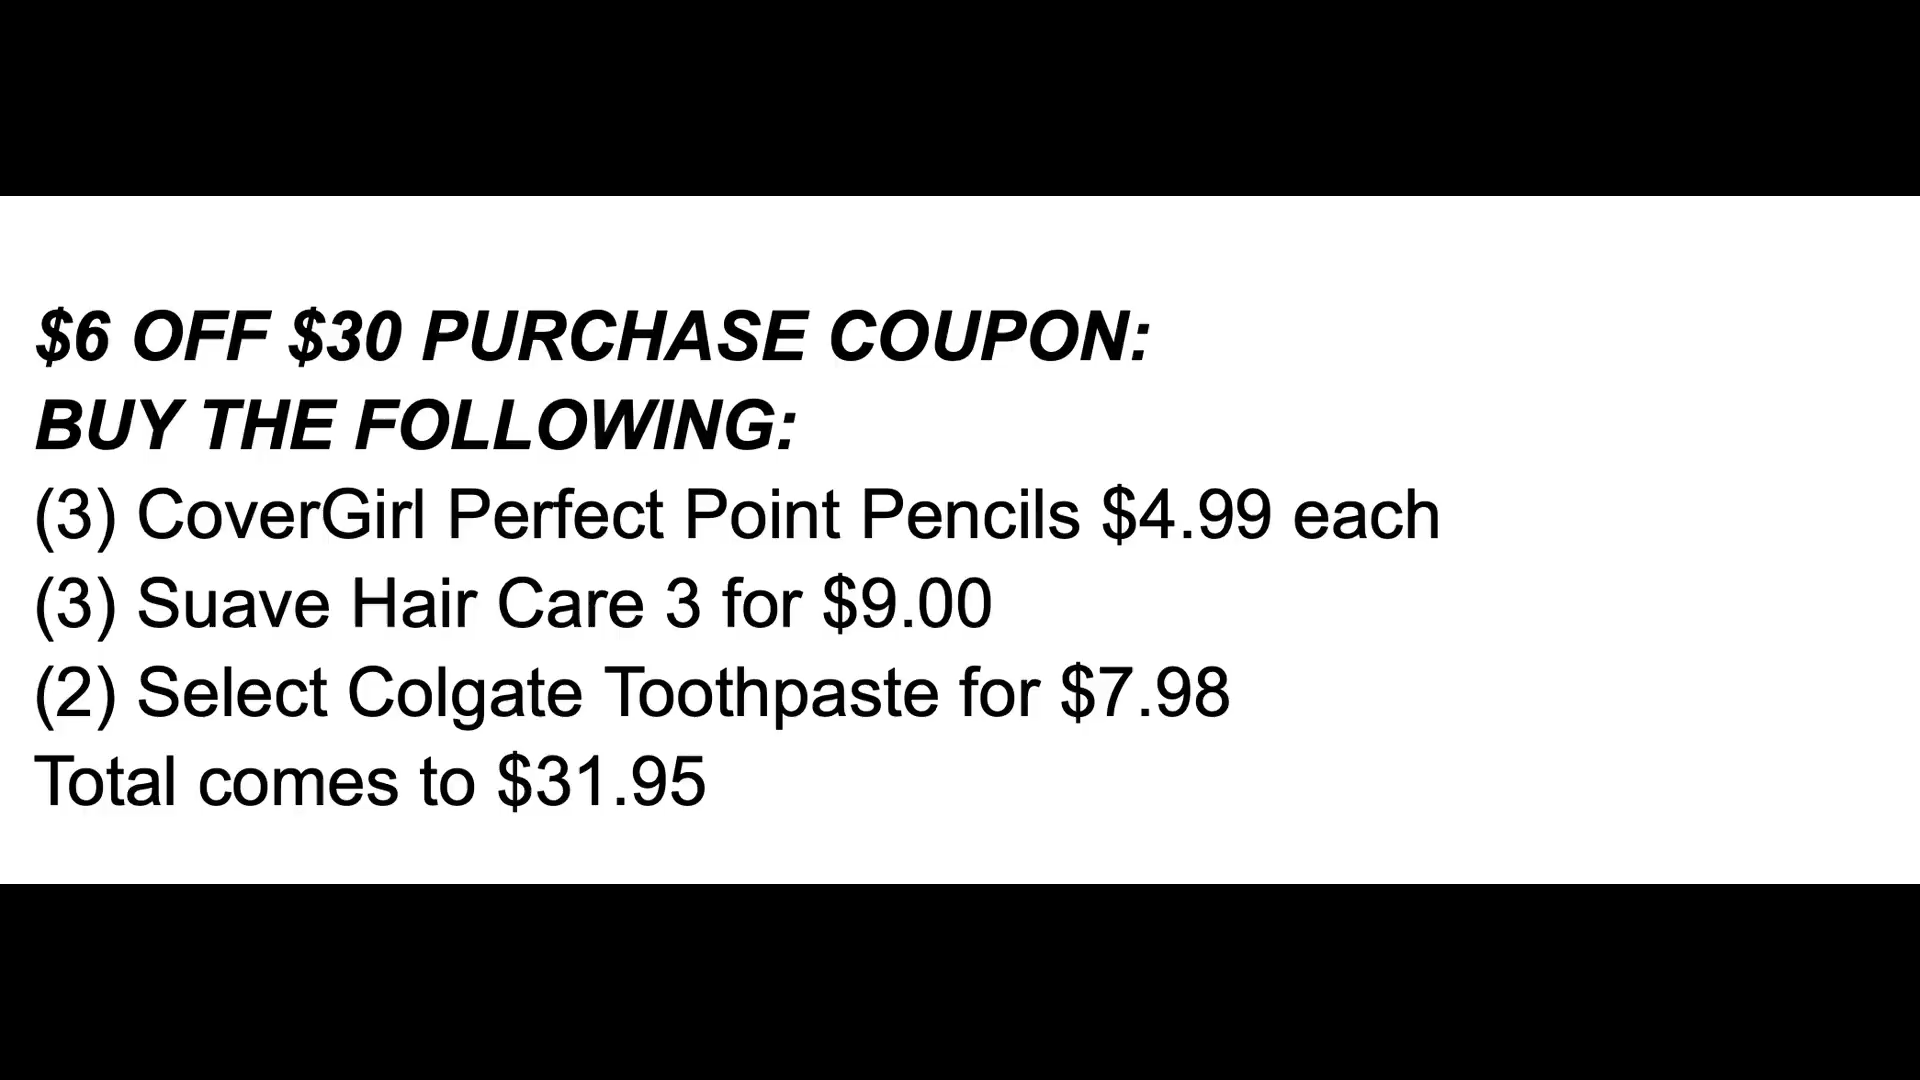 $6 OFF $30 PURCHASE COUPON:
BUY THE FOLLOWING:
(3) CoverGirl Perfect Point Pencils $4.99 each
(3) Suave Hair Care 3 for $9.00
(2) Select Colgate Toothpaste for $7.98
Total comes to $31.95